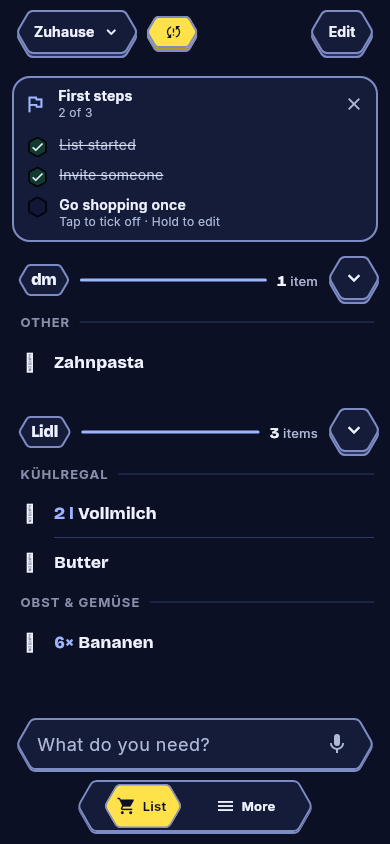 Zuhause
Edit
First steps
2 of 3
List started
Invite someone
Go shopping once
Tap to tick off · Hold to edit
dm
1 item
OTHER
Zahnpasta
Lidl
3 items
KÜHLREGAL
2 l Vollmilch
Butter
OBST & GEMÜSE
6× Bananen
What do you need?
List
More